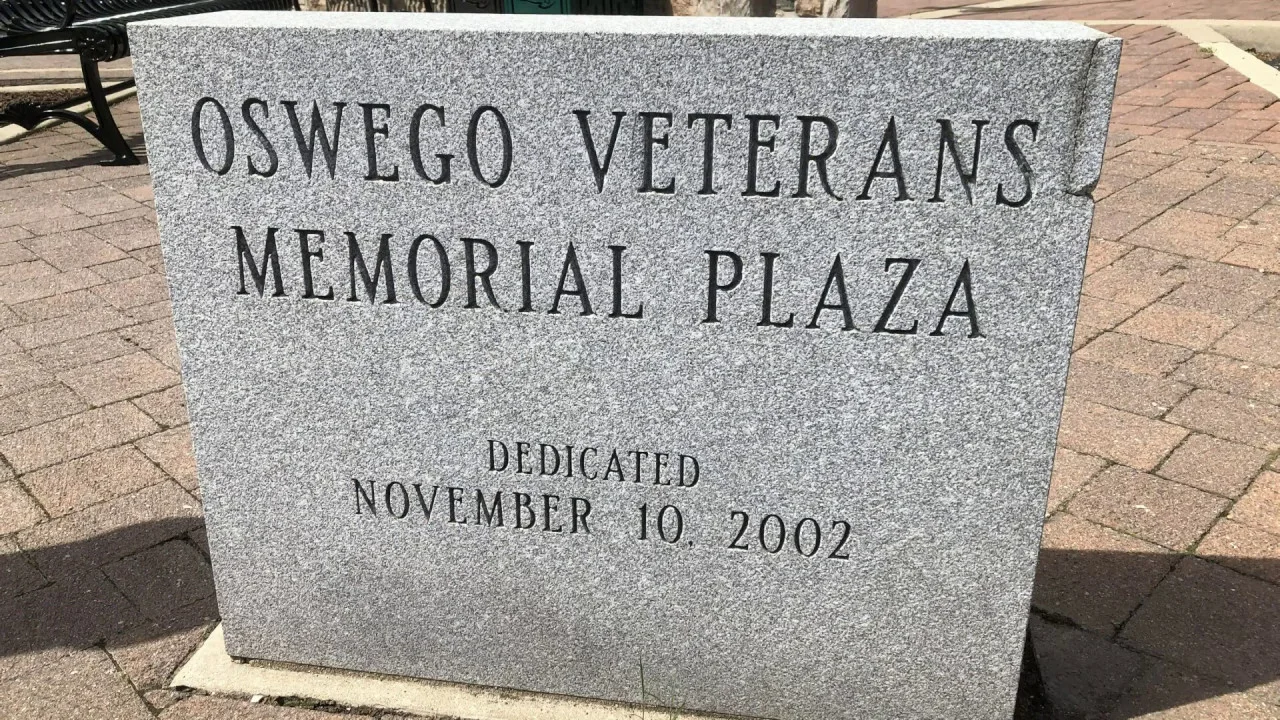 OSWEGO VETERANS
MEMORIAL PLAZA
DEDICATED
NOVEMBER 10, 2002